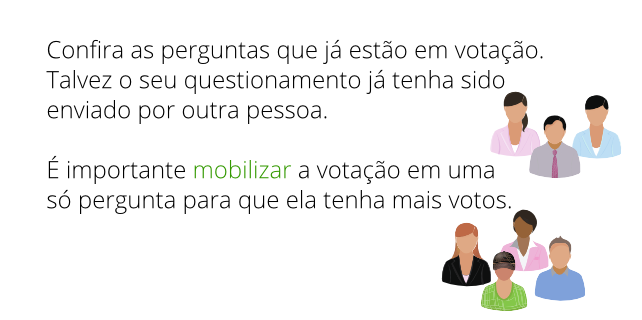 Confira as perguntas que já estão em votação.
Talvez o seu questionamento já tenha sido
enviado por outra pessoa.
É importante mobilizar a votação em uma
só pergunta para que ela tenha mais votos.